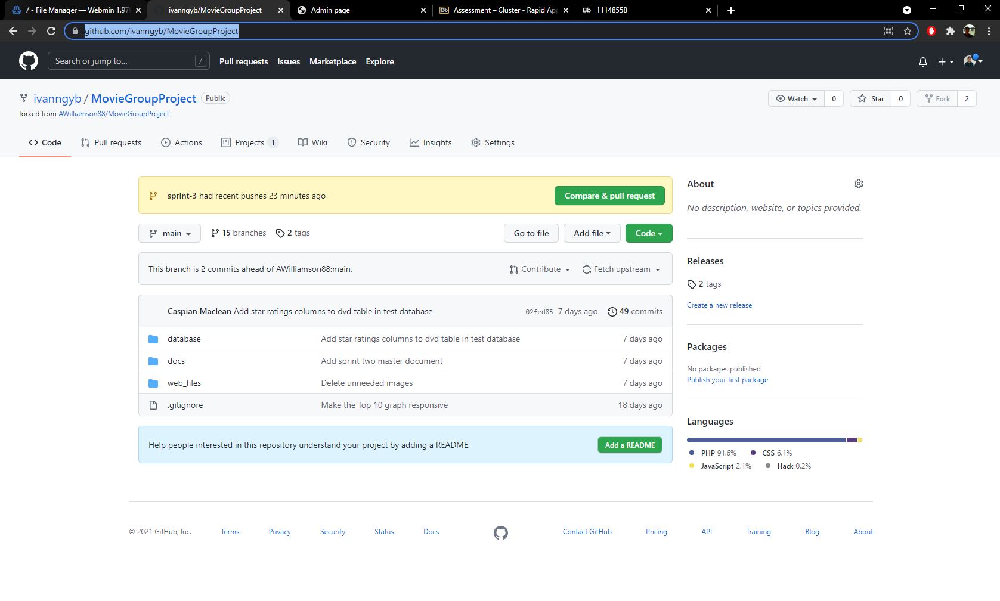 / - File Manager — Webmin 1.97
ivanngyb/MovieGroupProject
Admin page
Assessment – Cluster - Rapid Ap
Bb 11148558
github.com/ivanngyb/MovieGroupProject
Search or jump to...
/
Pull requests
Issues
Marketplace
Explore
ivanngyb / MovieGroupProject
Public
Watch 0
Star 0
Fork 2
forked from AWilliamson88/MovieGroupProject
Code
Pull requests
Actions
Projects 1
Wiki
Security
Insights
Settings
sprint-3 had recent pushes 23 minutes ago
Compare & pull request
main
15 branches
2 tags
Go to file
Add file
Code
This branch is 2 commits ahead of AWilliamson88:main.
Contribute
Fetch upstream
Caspian Maclean Add star ratings columns to dvd table in test database
02fed85 7 days ago
49 commits
database
Add star ratings columns to dvd table in test database
7 days ago
docs
Add sprint two master document
7 days ago
web_files
Delete unneeded images
7 days ago
.gitignore
Make the Top 10 graph responsive
18 days ago
Help people interested in this repository understand your project by adding a README.
Add a README
About
No description, website, or topics provided.
Releases
2 tags
Create a new release
Packages
No packages published
Publish your first package
Languages
PHP 91.6%
CSS 6.1%
JavaScript 2.1%
Hack 0.2%
© 2021 GitHub, Inc.
Terms
Privacy
Security
Status
Docs
Contact GitHub
Pricing
API
Training
Blog
About